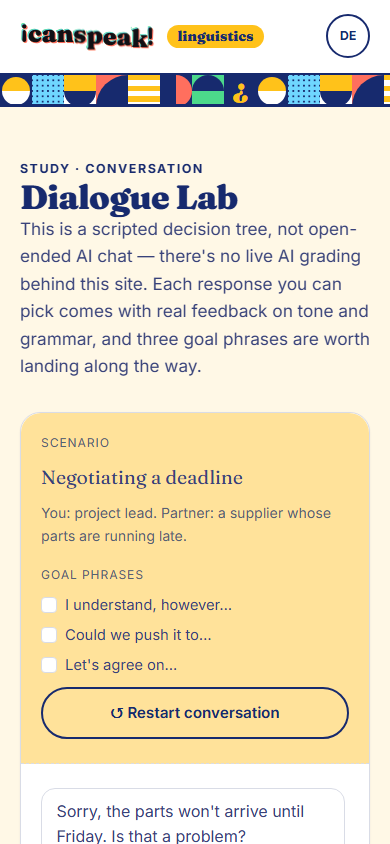 icanspeak!
linguistics
DE
STUDY · CONVERSATION
Dialogue Lab
This is a scripted decision tree, not open-
ended AI chat — there's no live AI grading
behind this site. Each response you can
pick comes with real feedback on tone and
grammar, and three goal phrases are worth
landing along the way.
SCENARIO
Negotiating a deadline
You: project lead. Partner: a supplier whose
parts are running late.
GOAL PHRASES
I understand, however...
Could we push it to...
Let's agree on...
↺ Restart conversation
Sorry, the parts won't arrive until
Friday. Is that a problem?